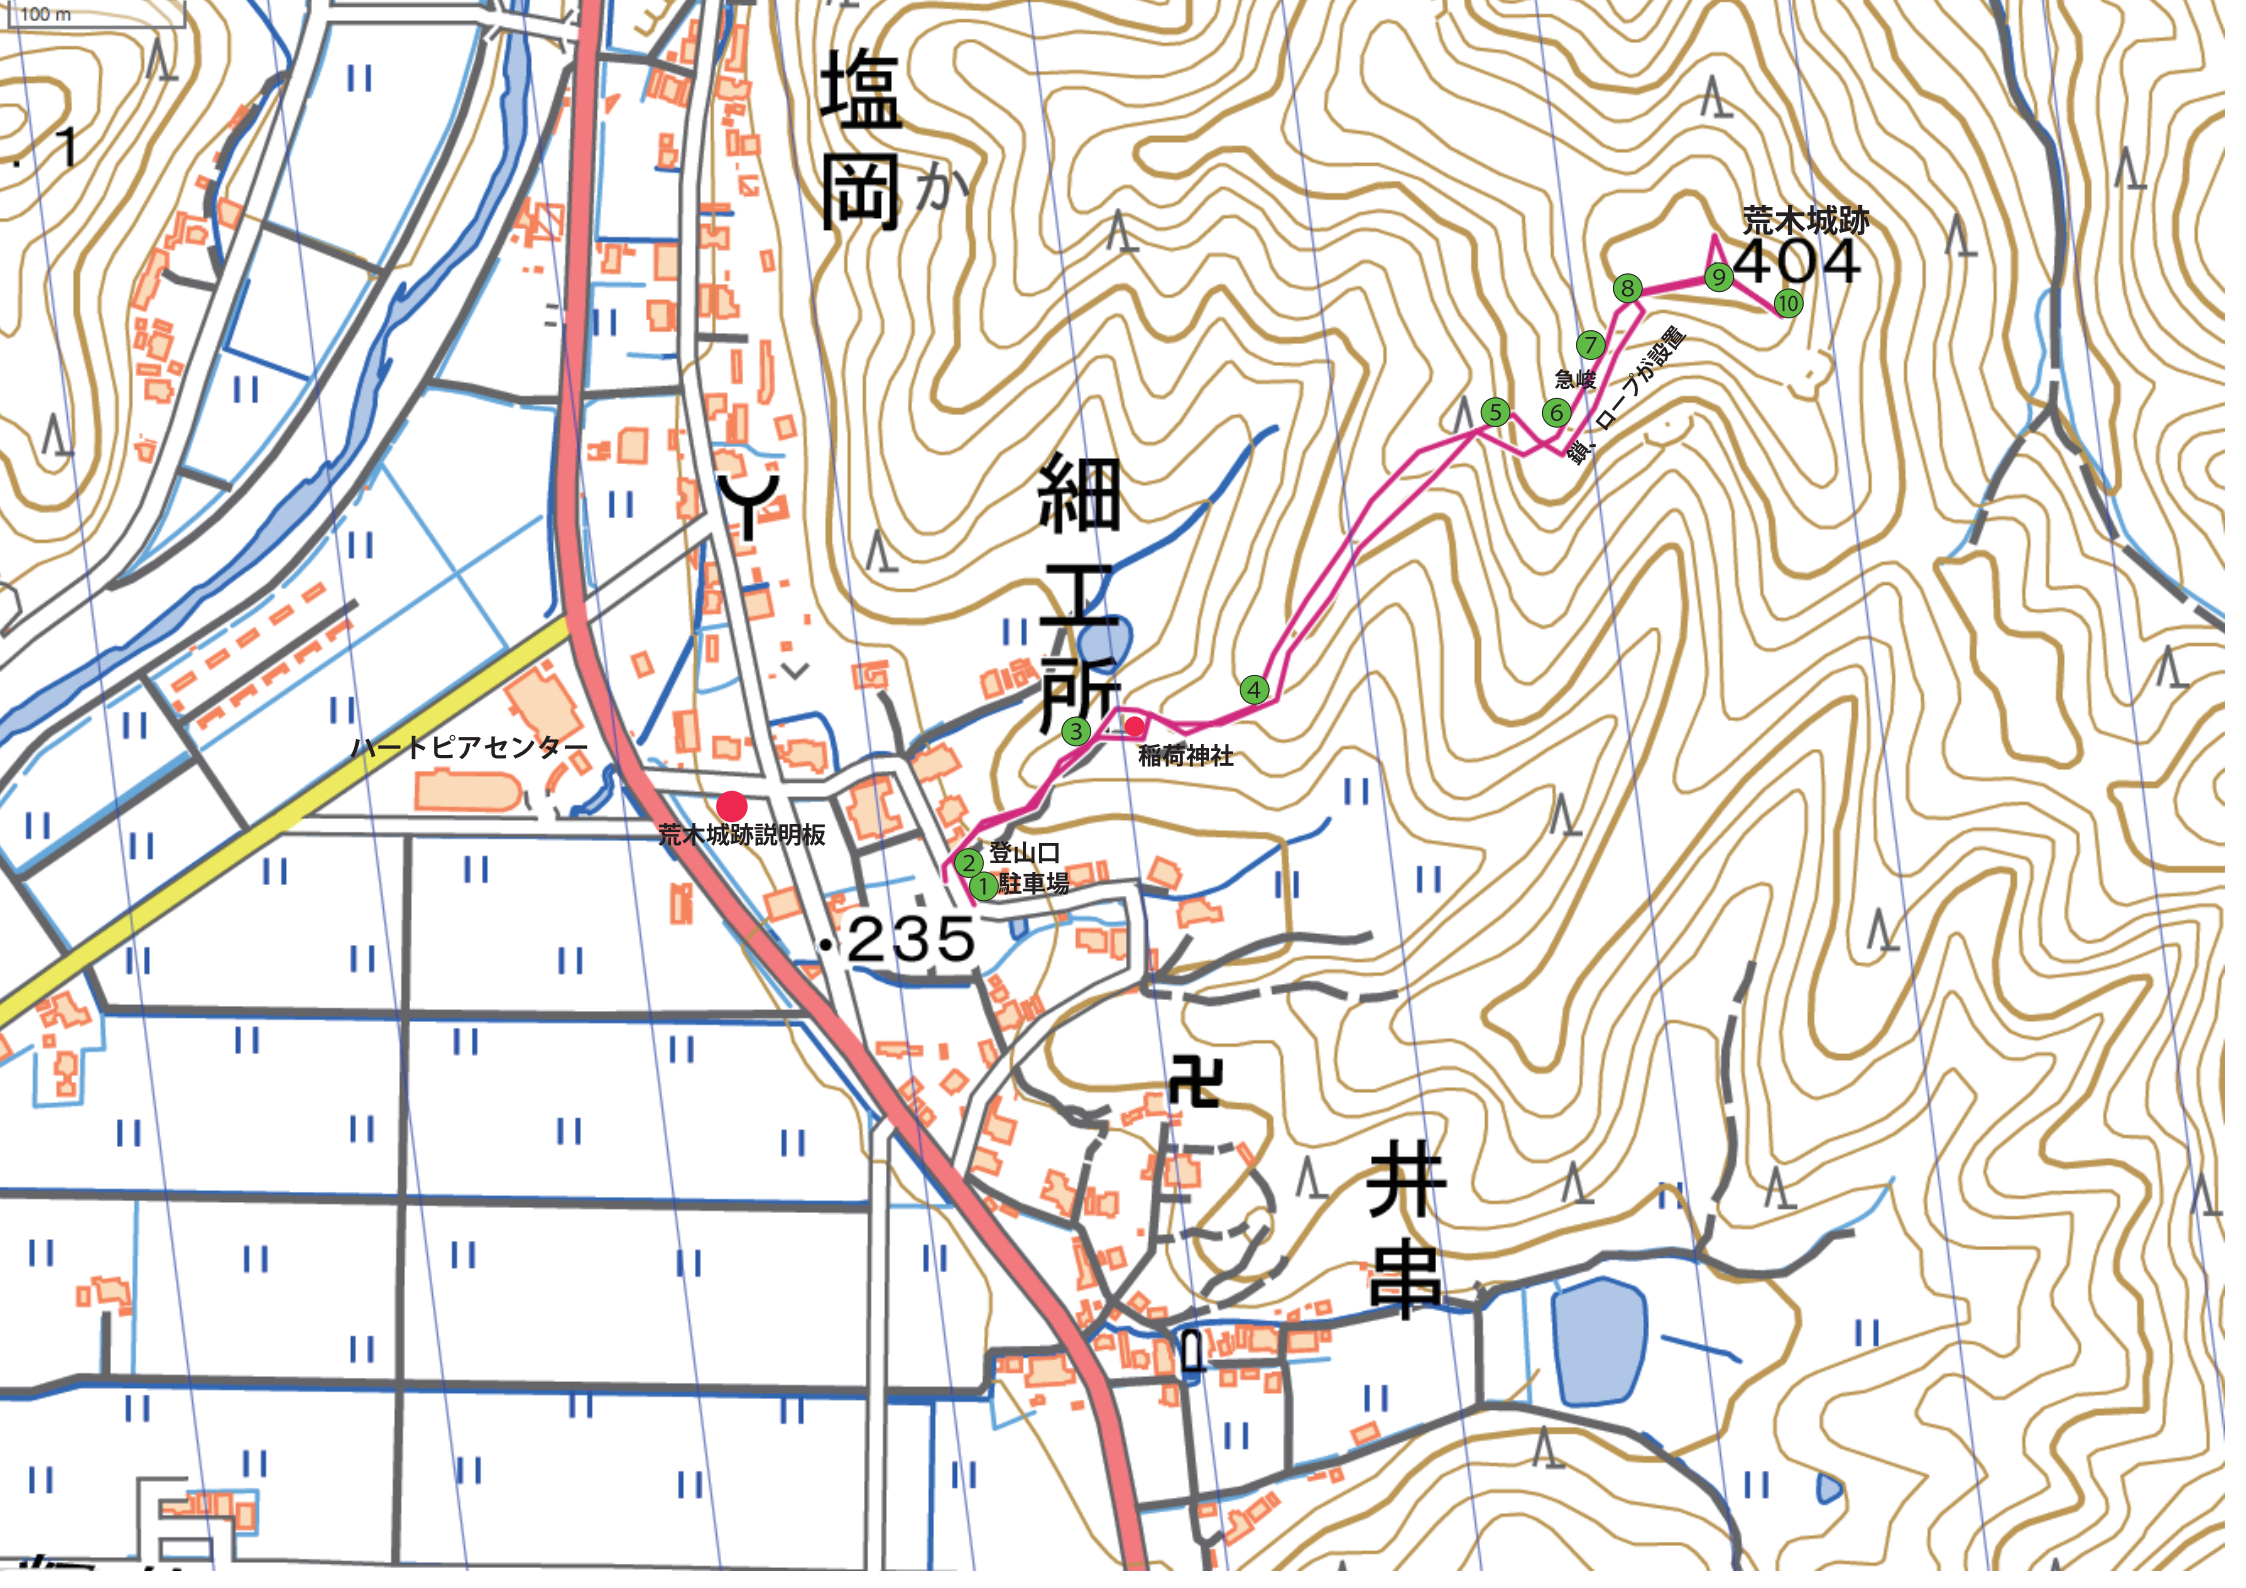 100 m
. 1
塩岡
か
荒木城跡
404
8
9
10
7
急峻
鎖、ロープが設置
5
6
細工所
4
3
稲荷神社
ハートピアセンター
荒木城跡説明板
2 登山口
1 駐車場
.235
井串